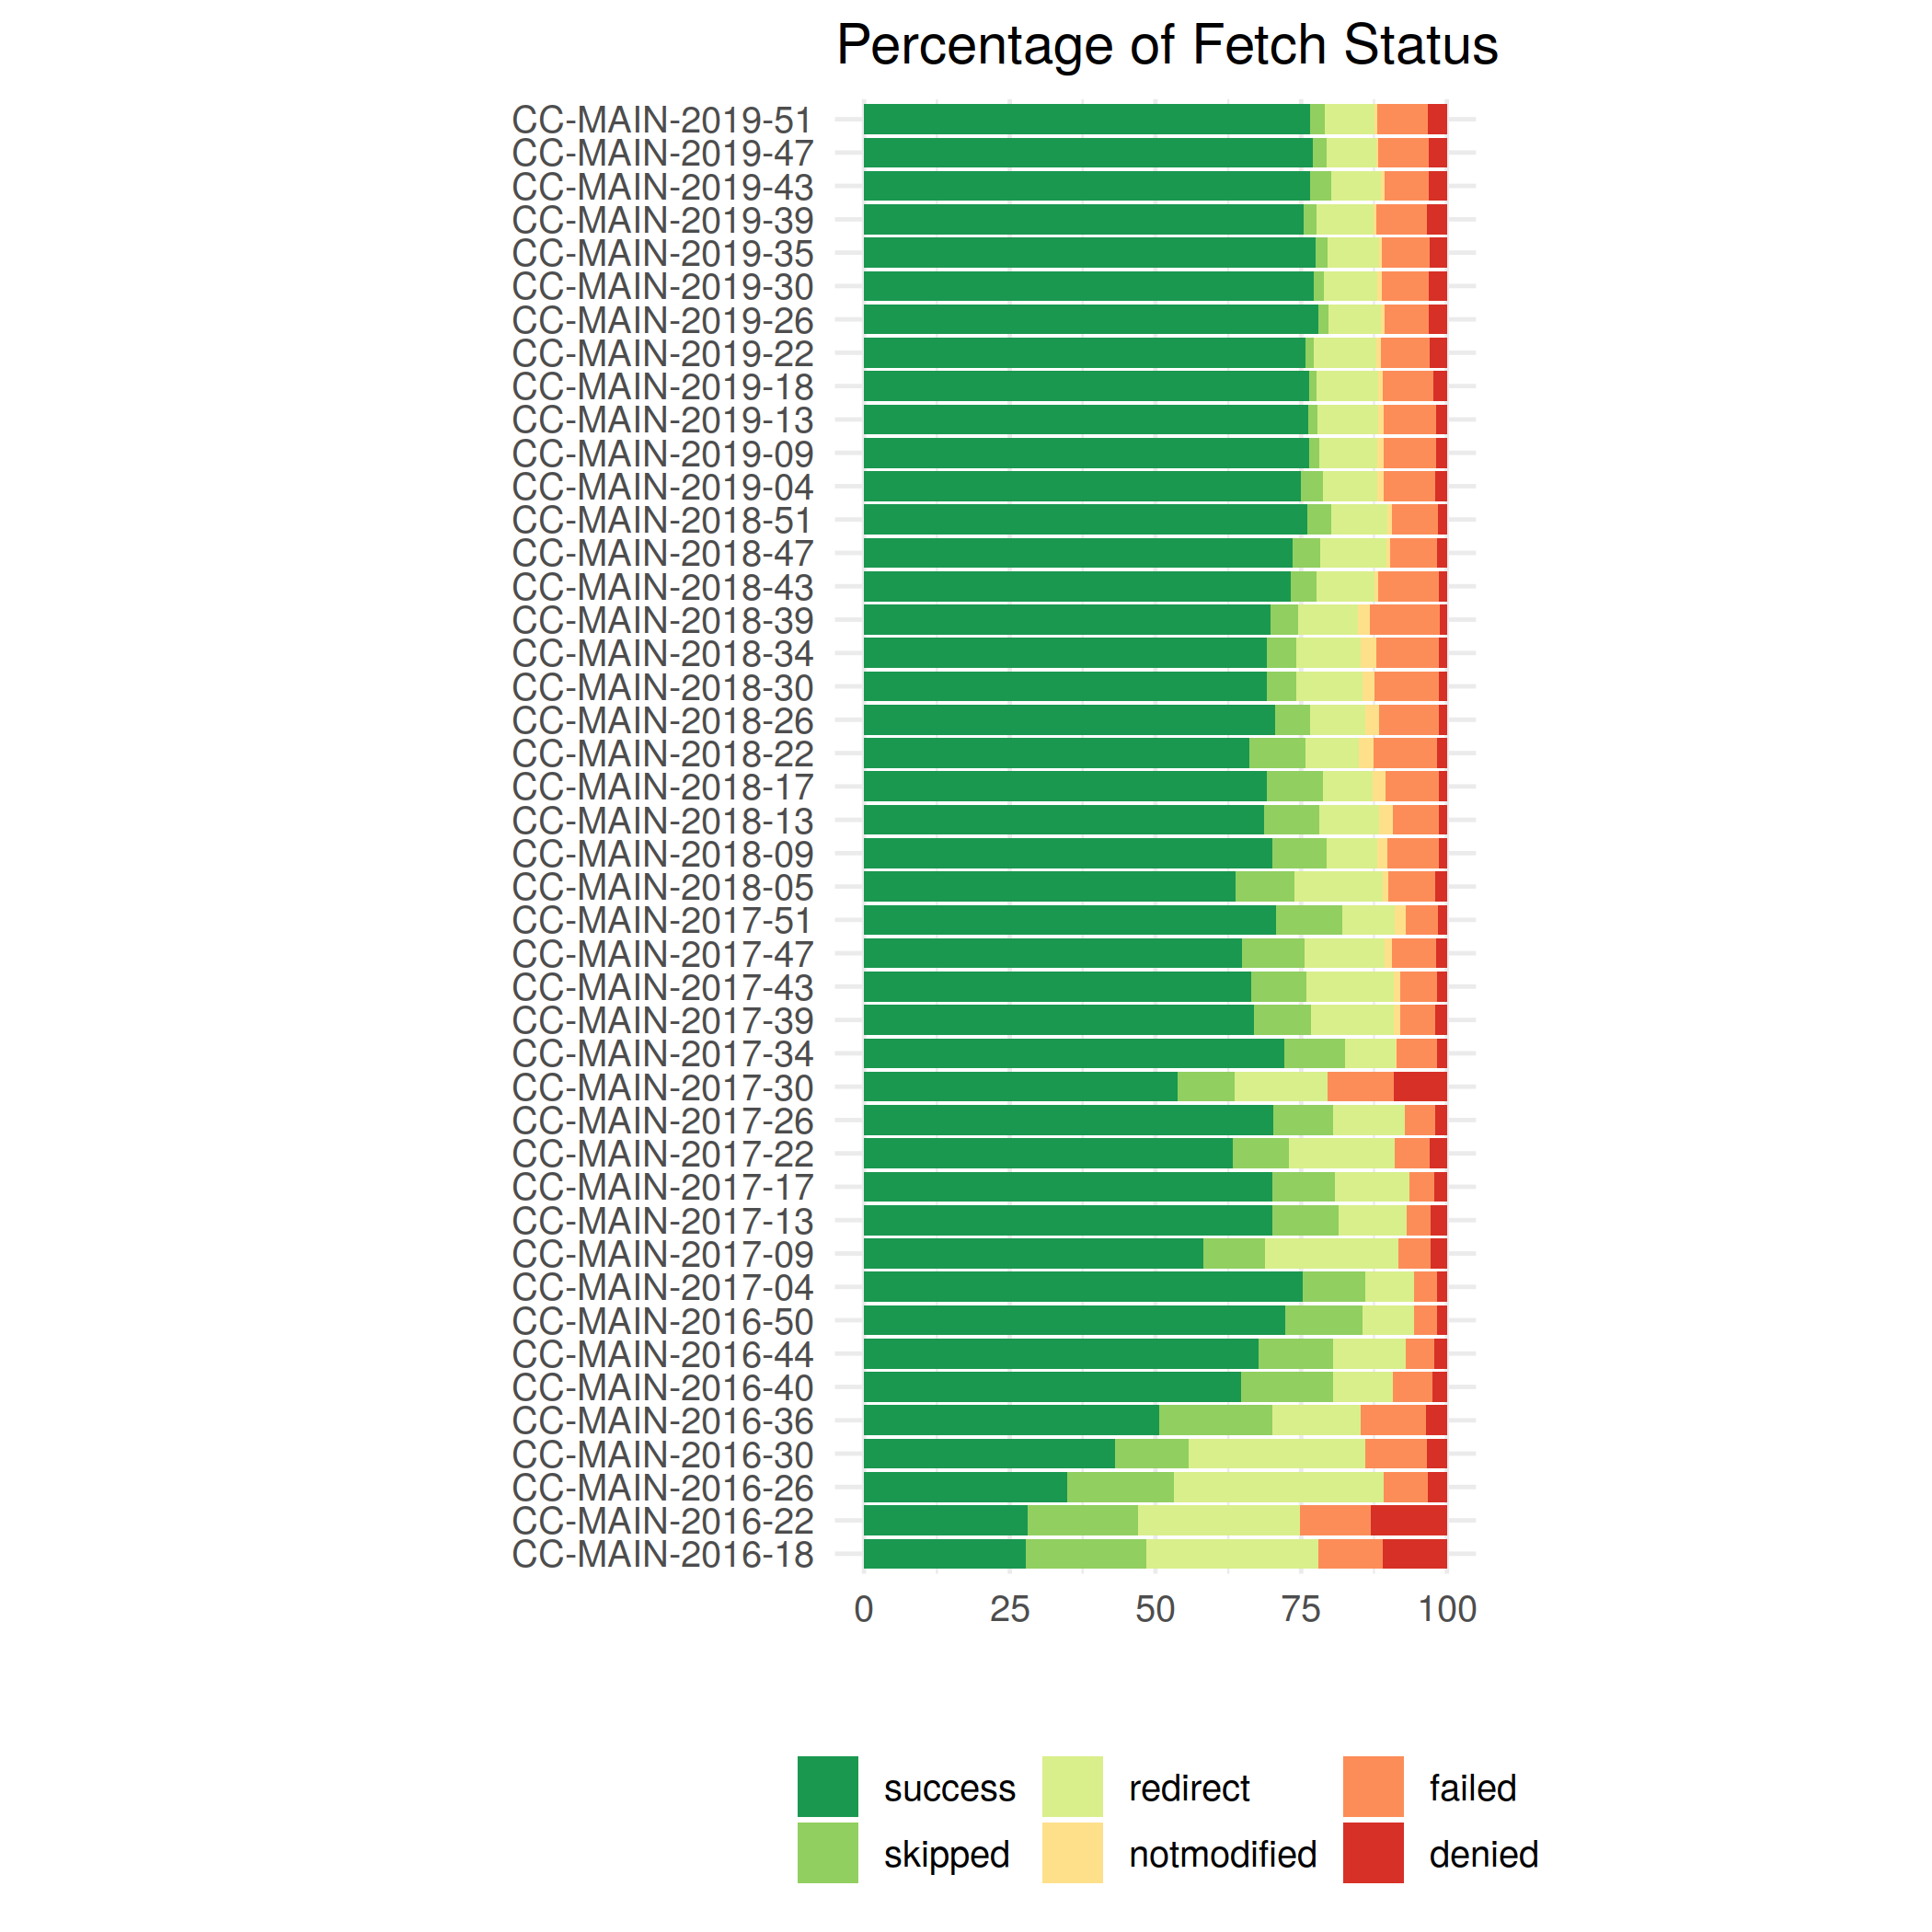 Percentage of Fetch Status
CC-MAIN-2019-51
CC-MAIN-2019-47
CC-MAIN-2019-43
CC-MAIN-2019-39
CC-MAIN-2019-35
CC-MAIN-2019-30
CC-MAIN-2019-26
CC-MAIN-2019-22
CC-MAIN-2019-18
CC-MAIN-2019-13
CC-MAIN-2019-09
CC-MAIN-2019-04
CC-MAIN-2018-51
CC-MAIN-2018-47
CC-MAIN-2018-43
CC-MAIN-2018-39
CC-MAIN-2018-34
CC-MAIN-2018-30
CC-MAIN-2018-26
CC-MAIN-2018-22
CC-MAIN-2018-17
CC-MAIN-2018-13
CC-MAIN-2018-09
CC-MAIN-2018-05
CC-MAIN-2017-51
CC-MAIN-2017-47
CC-MAIN-2017-43
CC-MAIN-2017-39
CC-MAIN-2017-34
CC-MAIN-2017-30
CC-MAIN-2017-26
CC-MAIN-2017-22
CC-MAIN-2017-17
CC-MAIN-2017-13
CC-MAIN-2017-09
CC-MAIN-2017-04
CC-MAIN-2016-50
CC-MAIN-2016-44
CC-MAIN-2016-40
CC-MAIN-2016-36
CC-MAIN-2016-30
CC-MAIN-2016-26
CC-MAIN-2016-22
CC-MAIN-2016-18
0 25 50 75 100
success redirect failed
skipped notmodified denied